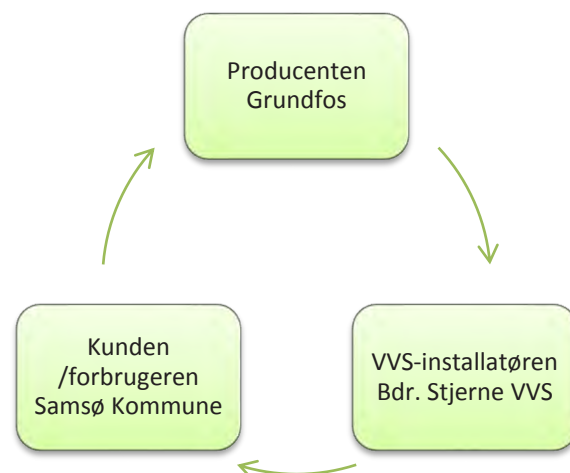 Producenten
Grundfos
VVS-installatøren
Bdr. Stjerne VVS
Kunden
/forbrugeren
Samsø Kommune